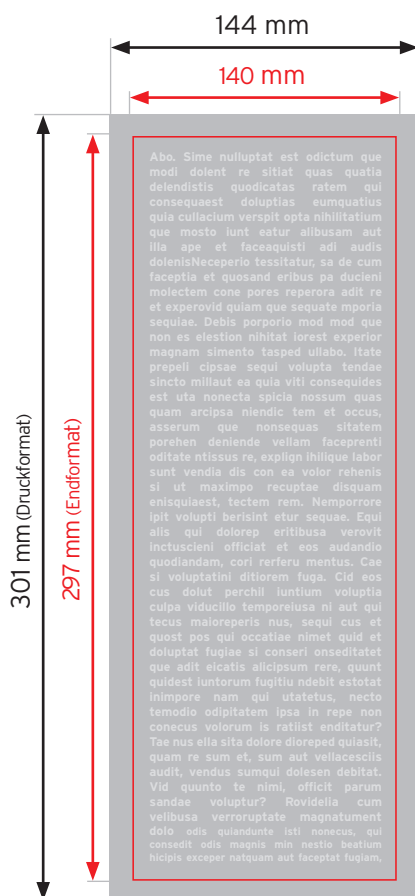 144 mm
140 mm
301 mm (Druckformat)
297 mm (Endformat)
Abo. Sime nulluptat est odictum que
modi dolent re sitiat quas quatia
delendistis quodicatas ratem qui
consequaest doluptias eumquatius
quia cullacium verspit opta nihilitatium
que mosto iunt eatur alibusam aut
illa ape et faceaquisti adi audis
dolenisNeceperio tessitatur, sa de cum
faceptia et quosand eribus pa ducieni
molectem cone pores reperora adit re
et experovid quiam que sequate mporia
sequiae. Debis porporio mod mod que
non es elestion nihitat iorest experior
magnam simento tasped ullabo. Itate
prepeli cipsae sequi volupta tendae
sincto millaut ea quia viti consequides
est uta nonecta spicia nossum quas
quam arcipsa niendic tem et occus,
asserum que nonsequas sitatem
porehen deniende vellam faceprenti
oditate ntissus re, explign ihilique labor
sunt vendia dis con ea volor rehenis
si ut maximpo recuptae disquam
enisquiaest, tectem rem. Nemporrore
ipit volupti berisint etur sequae. Equi
alis qui dolorep eritibusa verovit
inctuscieni officiat et eos audandio
quodiandam, cori rerferu mentus. Cae
si voluptatini ditiorem fuga. Cid eos
cus dolut perchil iuntium voluptia
culpa viducillo temporeiusa ni aut qui
tecus maioreperis nus, sequi cus et
quost pos qui occatiae nimet quid et
doluptat fugiae si conseri onseditatet
que adit eicatis alicipsum rere, quunt
quidest iuntorum fugitiu ndebit estotat
inimpore nam qui utatetus, necto
temodio odipitatem ipsa in repe non
conecus volorum is ratiist enditatur?
Tae nus ella sita dolore dioreped quiasit,
quam re sum et, sum aut vellacesciis
audit, vendus sumqui dolesen debitat.
Vid quunto te nimi, officit parum
sandae voluptur? Rovidelia cum
velibusa verroruptate magnatument
dolo odis quiandunte isti nonecus, qui
consedit odis magnis min nestio beatium
hicipis exceper natquam aut faceptat fugiam,